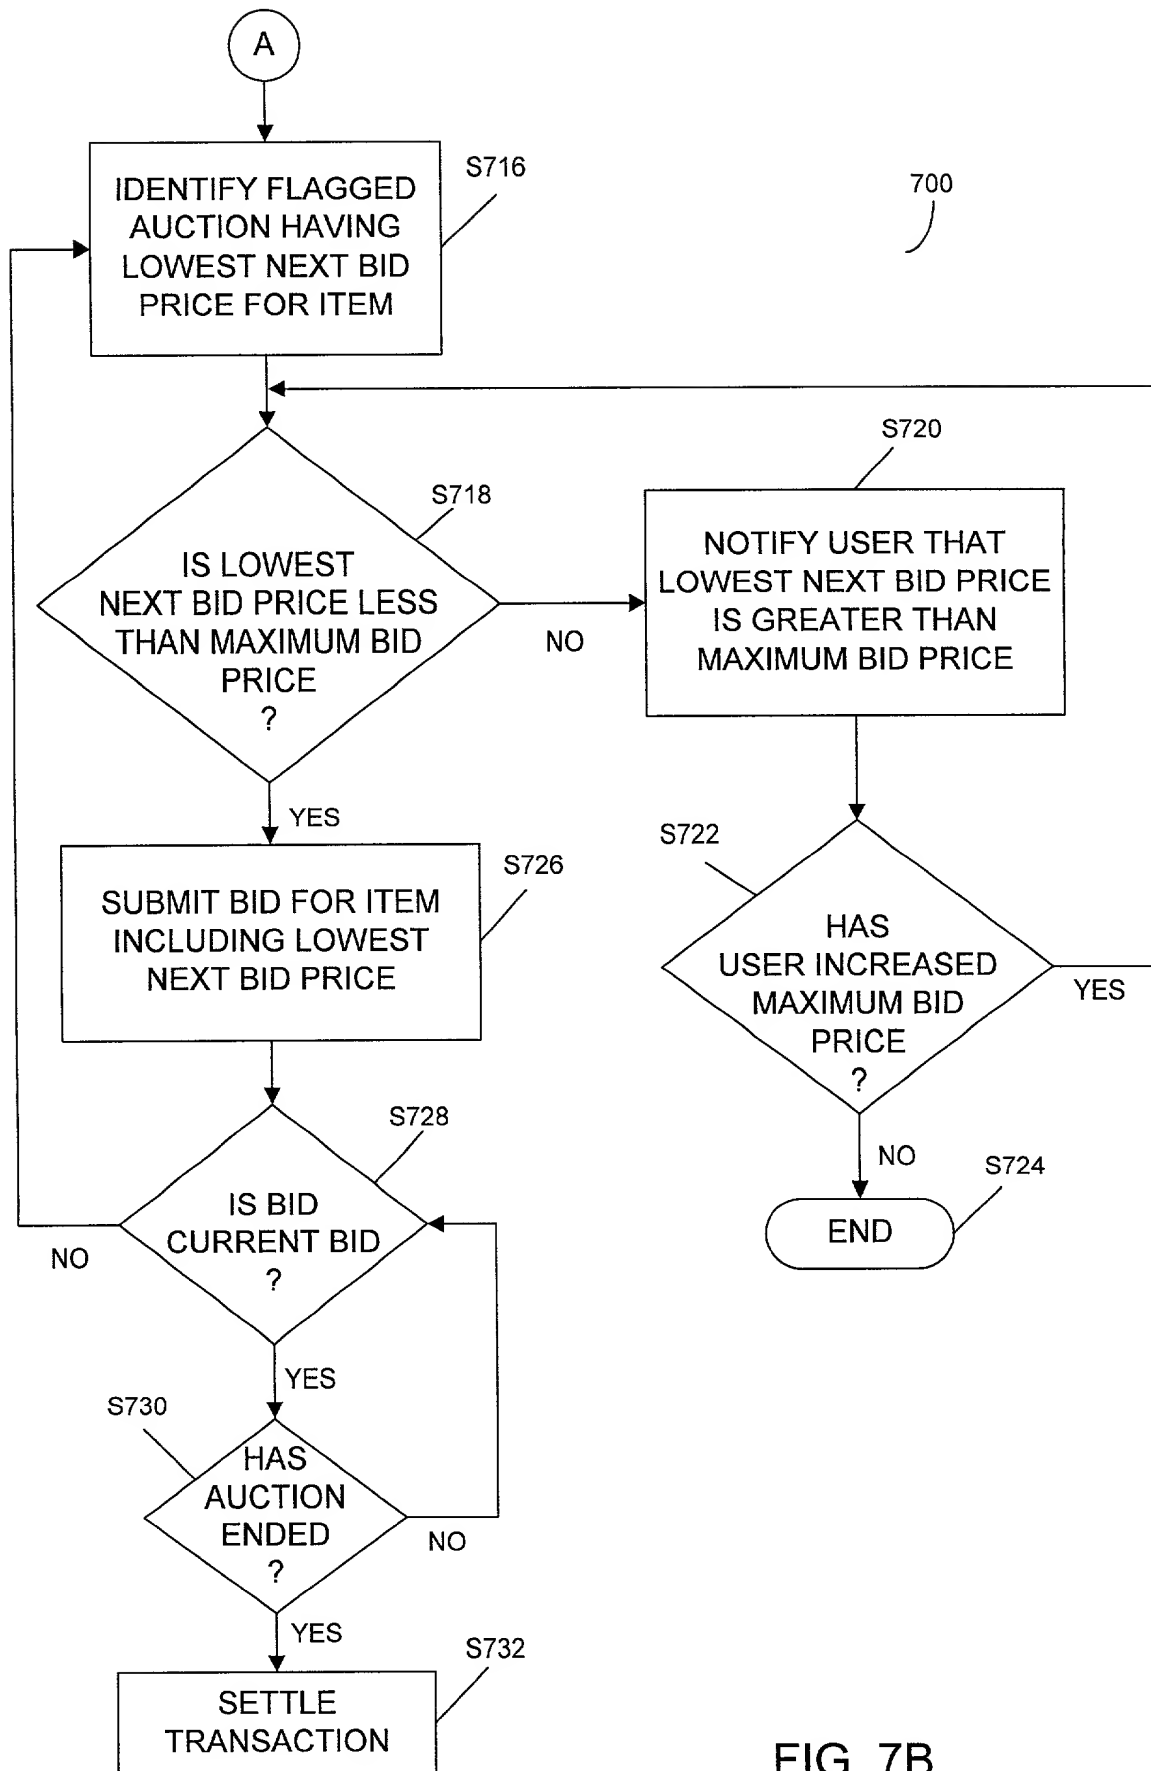 A
S716
IDENTIFY FLAGGED
AUCTION HAVING
LOWEST NEXT BID
PRICE FOR ITEM
700
S718
IS LOWEST
NEXT BID PRICE LESS
THAN MAXIMUM BID
PRICE
?
NO
S720
NOTIFY USER THAT
LOWEST NEXT BID PRICE
IS GREATER THAN
MAXIMUM BID PRICE
YES
S726
SUBMIT BID FOR ITEM
INCLUDING LOWEST
NEXT BID PRICE
S722
HAS
USER INCREASED
MAXIMUM BID
PRICE
?
YES
NO
S724
END
S728
IS BID
CURRENT BID
?
NO
YES
S730
HAS
AUCTION
ENDED
?
NO
YES
S732
SETTLE
TRANSACTION
FIG. 7B